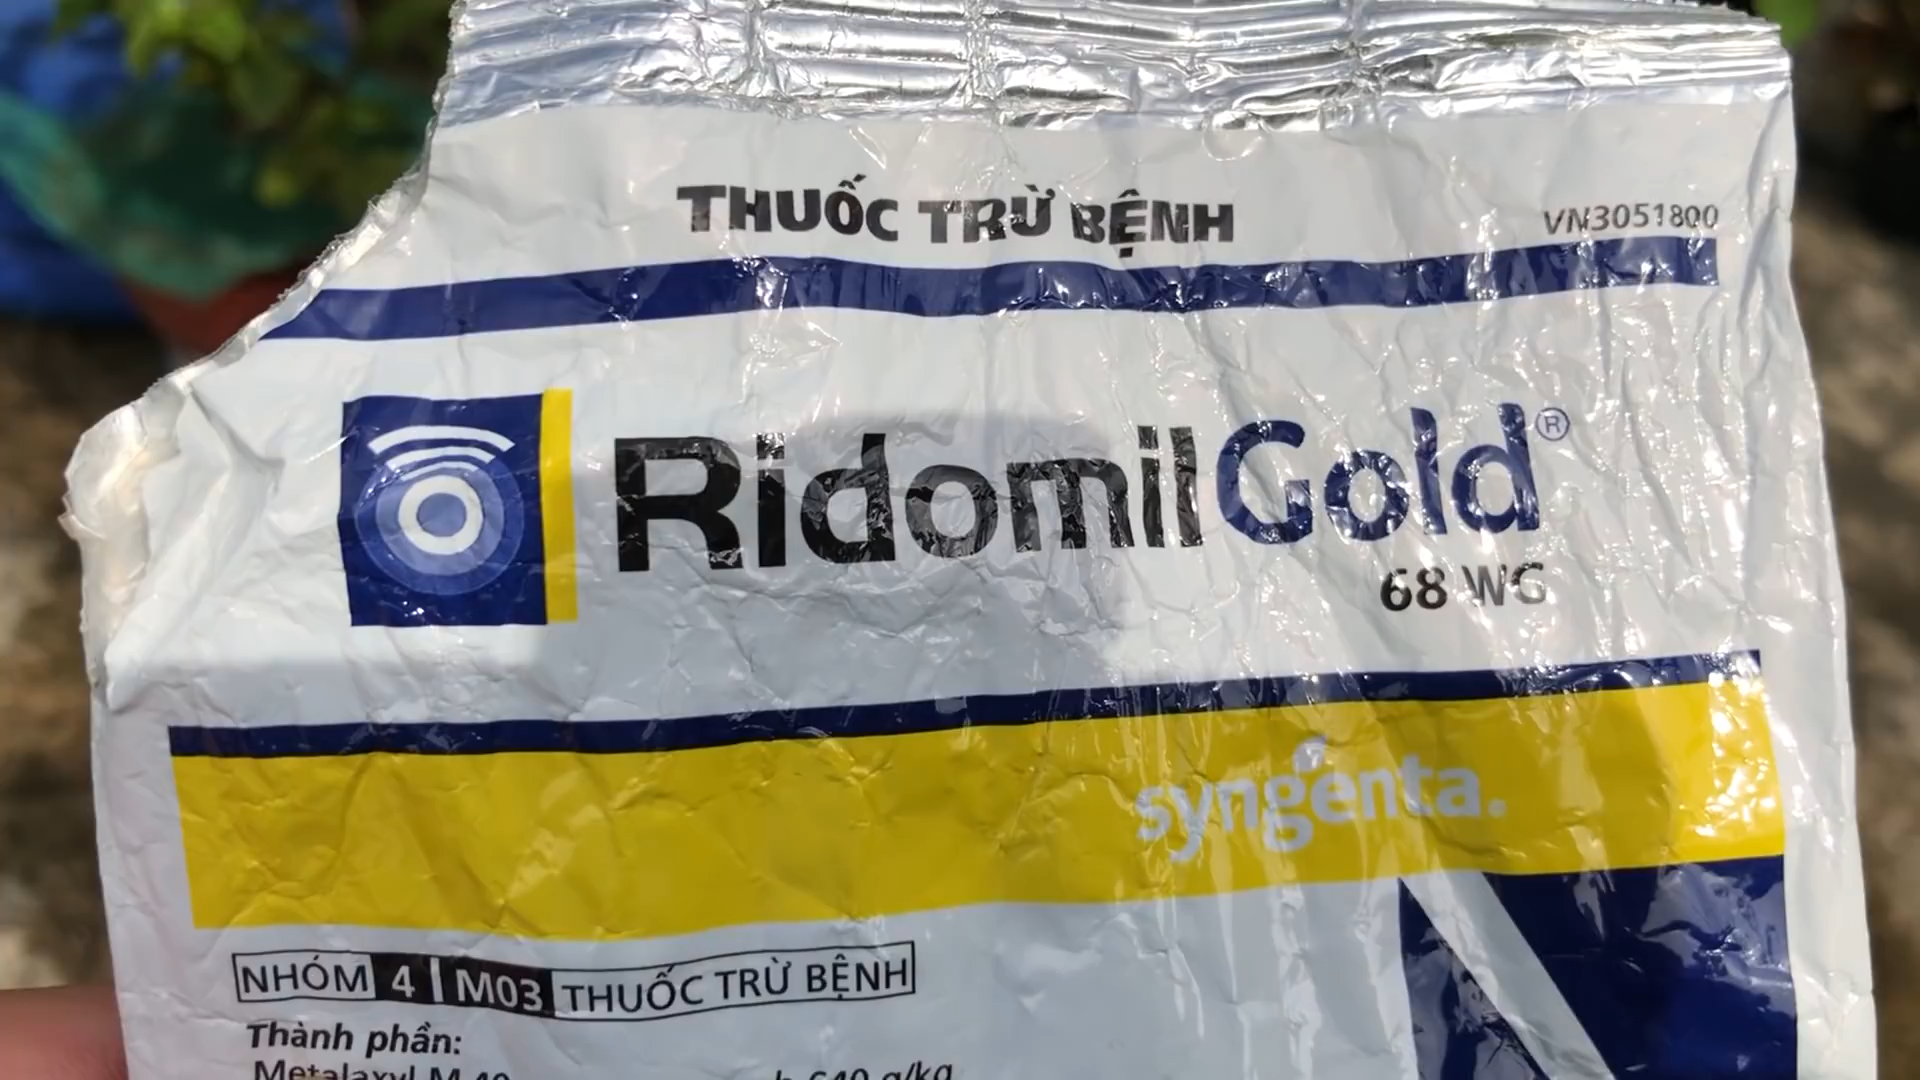 THUỐC TRỪ BỆNH
VN3051800
RidomilGold®
68 WG
syngenta.
NHÓM 4 M03 THUỐC TRỪ BỆNH
Thành phần:
Metalaxyl M 40 640 g/kg